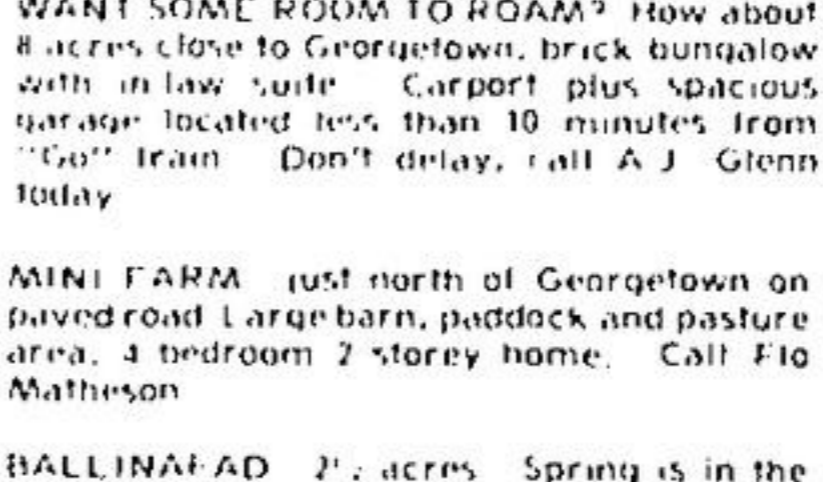 WANT SOME ROOM TO ROAM? How about
8 acres close to Georgetown, brick bungalow
with in law suite Carport plus spacious
garage located less than 10 minutes from
"Go" train Don't delay, call A J Glenn
today
MINI FARM just north of Georgetown on
paved road Large barn, paddock and pasture
area, 4 bedroom 2 storey home. Call Flo
Matheson
BALLINAFAD 2½ acres Spring is in the